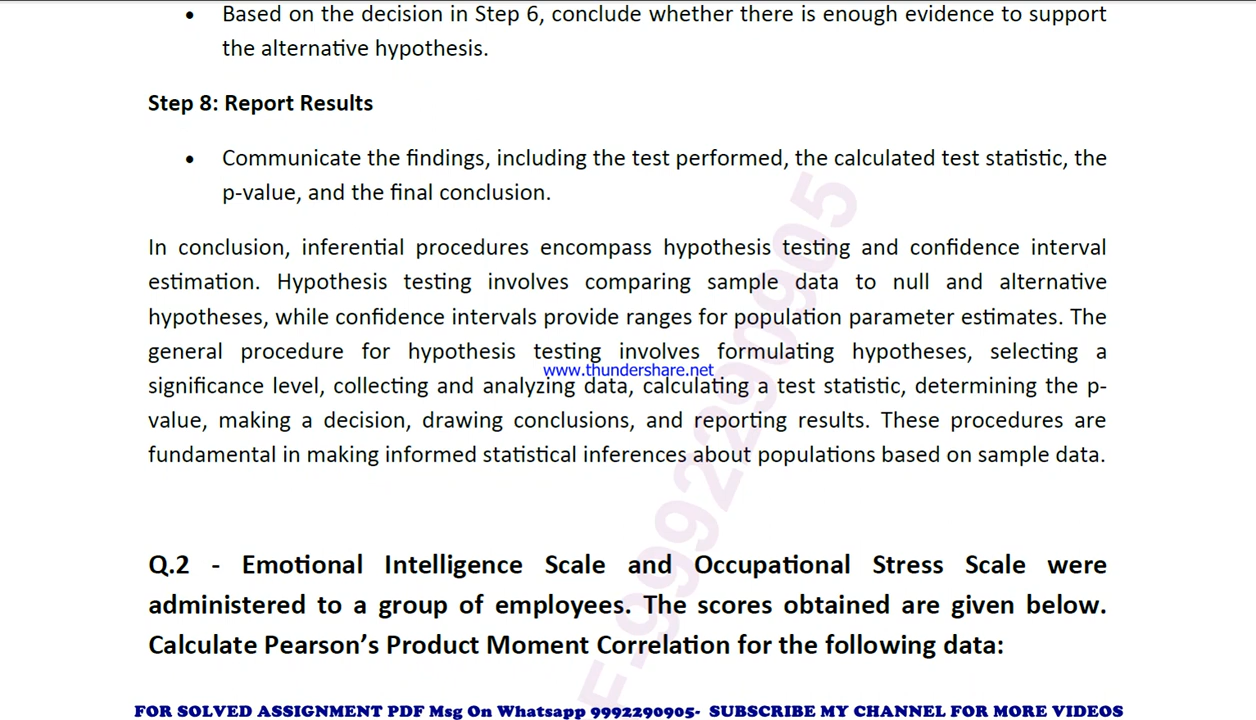 • Based on the decision in Step 6, conclude whether there is enough evidence to support
the alternative hypothesis.
Step 8: Report Results
• Communicate the findings, including the test performed, the calculated test statistic, the
p-value, and the final conclusion.
In conclusion, inferential procedures encompass hypothesis testing and confidence interval
estimation. Hypothesis testing involves comparing sample data to null and alternative
hypotheses, while confidence intervals provide ranges for population parameter estimates. The
general procedure for hypothesis testing involves formulating hypotheses, selecting a
www.thundershare.net
significance level, collecting and analyzing data, calculating a test statistic, determining the p-
value, making a decision, drawing conclusions, and reporting results. These procedures are
fundamental in making informed statistical inferences about populations based on sample data.
Q.2 - Emotional Intelligence Scale and Occupational Stress Scale were
administered to a group of employees. The scores obtained are given below.
Calculate Pearson’s Product Moment Correlation for the following data:
FOR SOLVED ASSIGNMENT PDF Msg On Whatsapp 9992290905- SUBSCRIBE MY CHANNEL FOR MORE VIDEOS